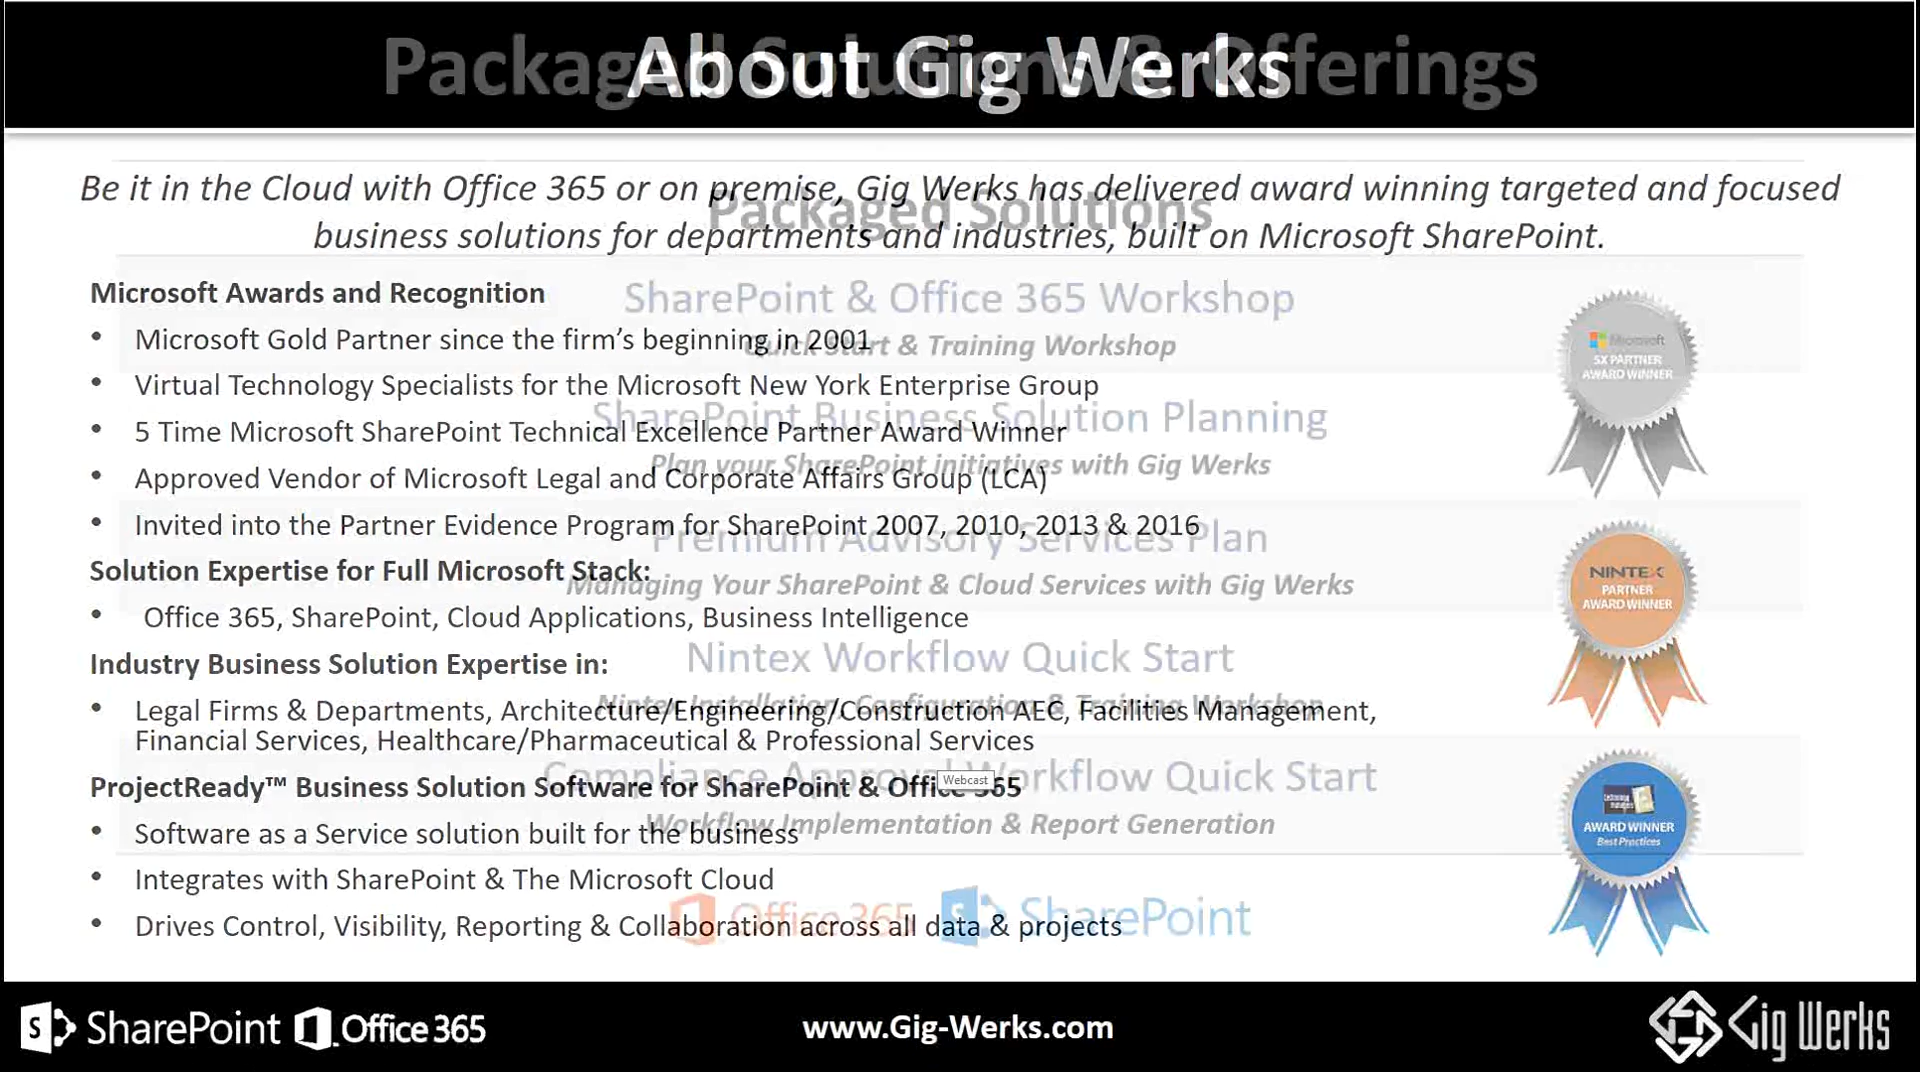 About Gig Werks
Packaged Solutions & Offerings
Be it in the Cloud with Office 365 or on premise, Gig Werks has delivered award winning targeted and focused
business solutions for departments and industries, built on Microsoft SharePoint.
Microsoft Awards and Recognition
• Microsoft Gold Partner since the firm's beginning in 2001
• Virtual Technology Specialists for the Microsoft New York Enterprise Group
• 5 Time Microsoft SharePoint Technical Excellence Partner Award Winner
• Approved Vendor of Microsoft Legal and Corporate Affairs Group (LCA)
• Invited into the Partner Evidence Program for SharePoint 2007, 2010, 2013 & 2016
Solution Expertise for Full Microsoft Stack:
• Office 365, SharePoint, Cloud Applications, Business Intelligence
Industry Business Solution Expertise in:
• Legal Firms & Departments, Architecture/Engineering/Construction AEC, Facilities Management,
Financial Services, Healthcare/Pharmaceutical & Professional Services
ProjectReady™ Business Solution Software for SharePoint & Office 365
• Software as a Service solution built for the business
• Integrates with SharePoint & The Microsoft Cloud
• Drives Control, Visibility, Reporting & Collaboration across all data & projects
Packaged Solutions
SharePoint & Office 365 Workshop
Quick Start & Training Workshop
SharePoint Business Solution Planning
Plan your SharePoint initiatives with Gig Werks
Premium Advisory Services Plan
Managing Your SharePoint & Cloud Services with Gig Werks
Nintex Workflow Quick Start
Nintex Installation, Configuration & Training Workshop
Compliance Approval Workflow Quick Start
Workflow Implementation & Report Generation
Webcast
Office 365
SharePoint
Microsoft
5X PARTNER
AWARD WINNER
NINTEX
PARTNER
AWARD WINNER
AWARD WINNER
Best Practices
SharePoint Office 365
www.Gig-Werks.com
Gig Werks